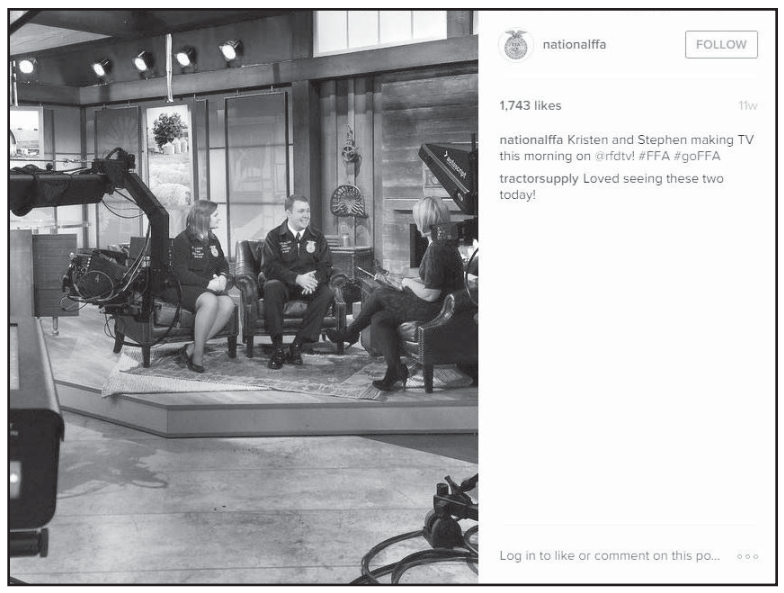 nationalffa
FOLLOW
1,743 likes
11w
nationalffa Kristen and Stephen making TV
this morning on @rfdtv! #FFA #goFFA
tractorsupply Loved seeing these two
today!
Log in to like or comment on this po...